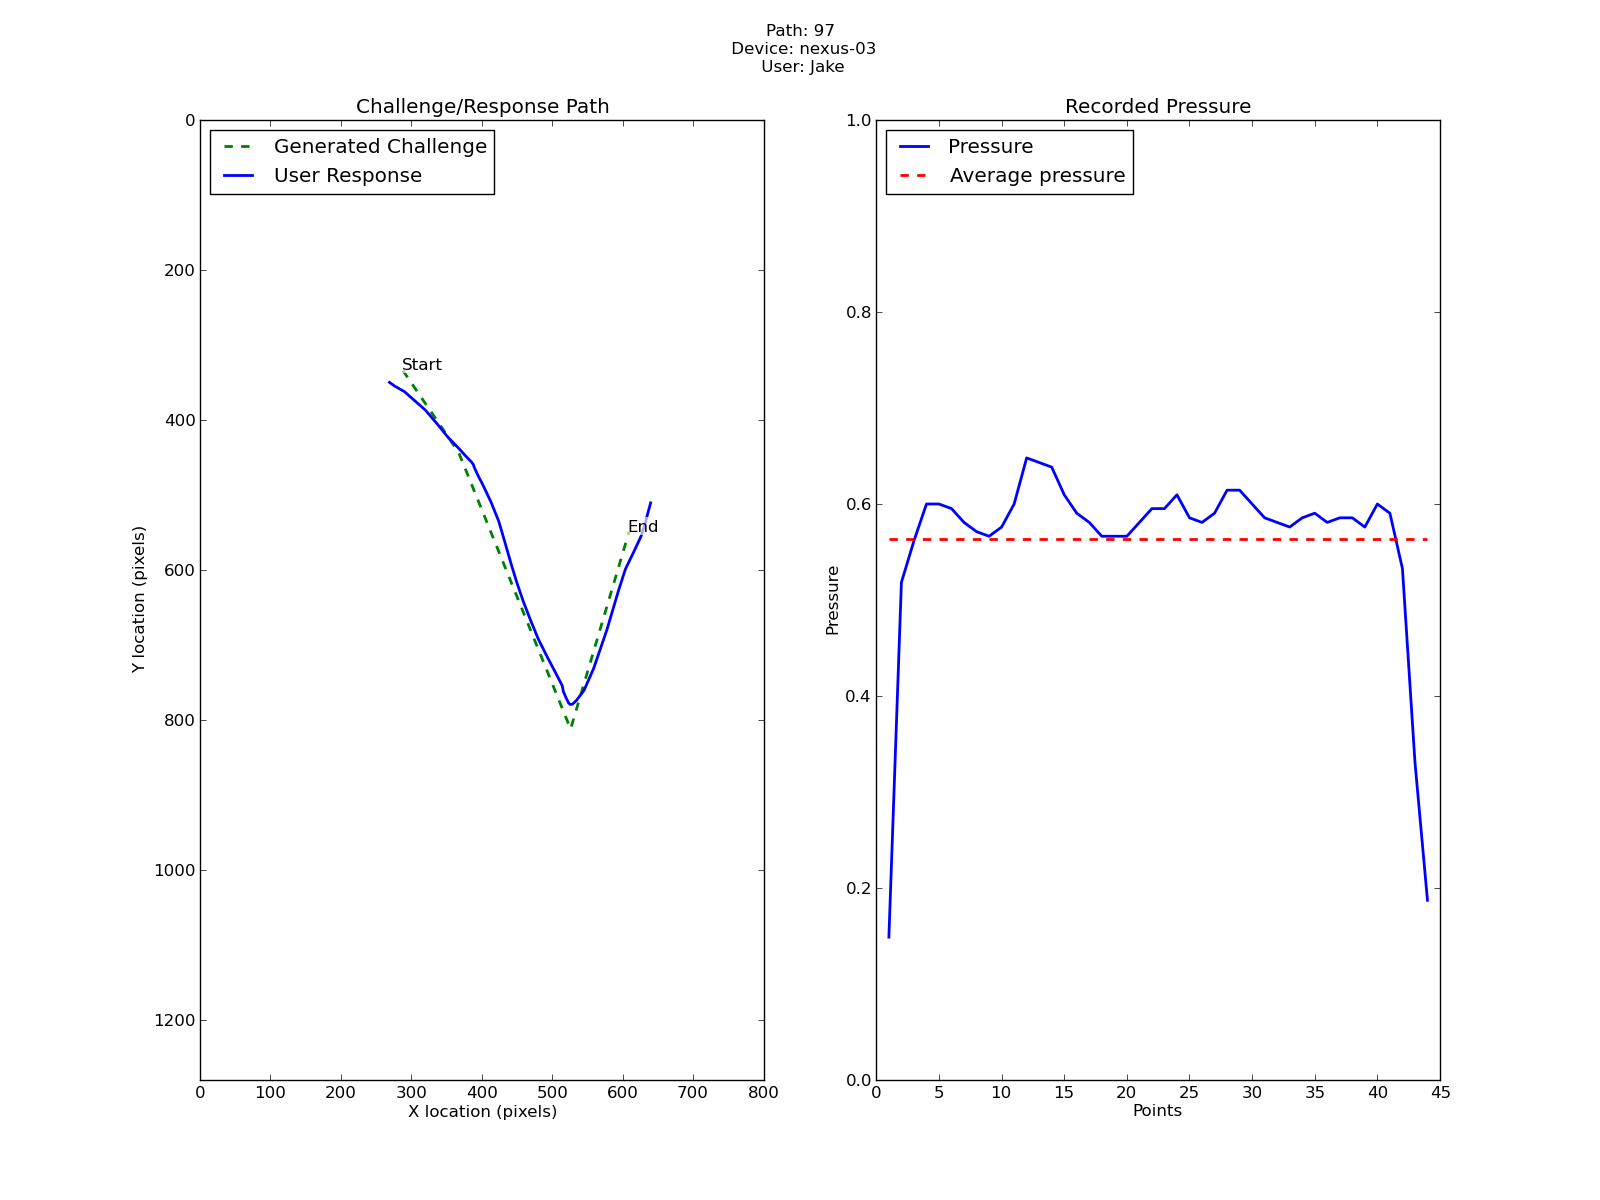 Path: 97
Device: nexus-03
User: Jake
Challenge/Response Path
Generated Challenge
User Response
Start
End
0
200
400
600
800
1000
1200
Y location (pixels)
0 100 200 300 400 500 600 700 800
X location (pixels)
Recorded Pressure
Pressure
Average pressure
1.0
0.8
0.6
0.4
0.2
0.0
Pressure
0 5 10 15 20 25 30 35 40 45
Points